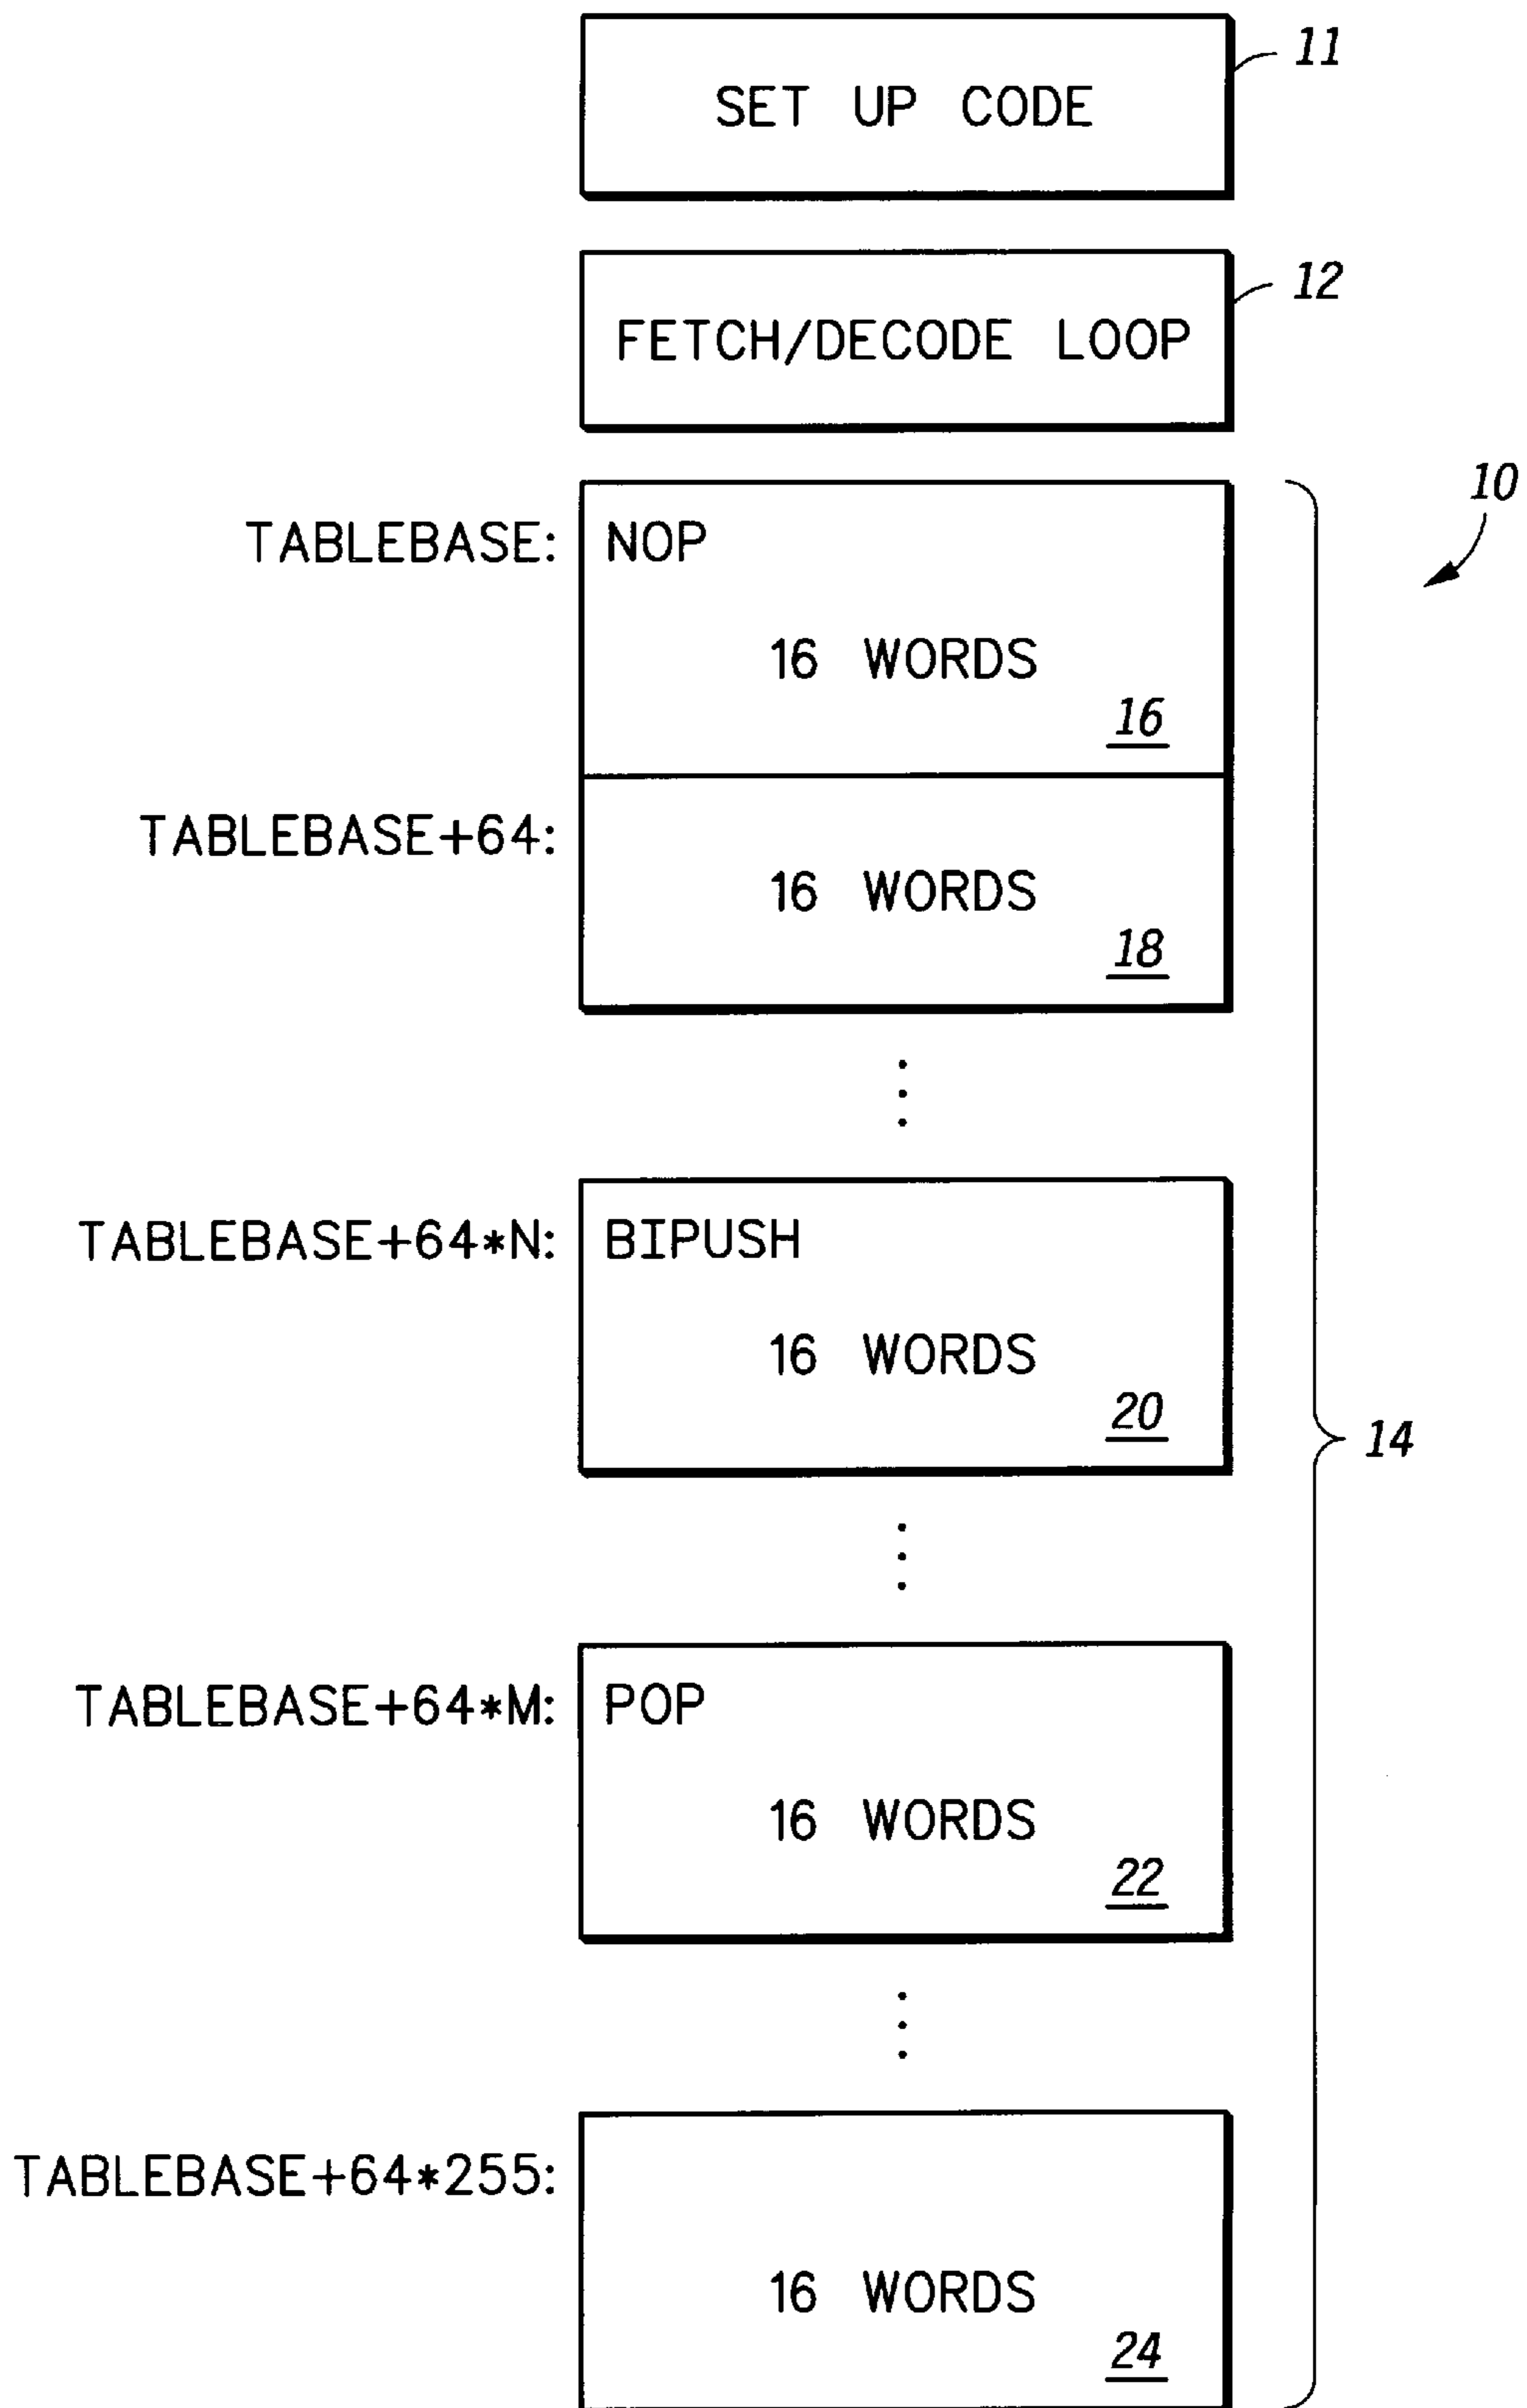 11
SET UP CODE
12
FETCH/DECODE LOOP
10
TABLEBASE: NOP
16 WORDS
16
TABLEBASE+64:
16 WORDS
18
TABLEBASE+64*N: BIPUSH
16 WORDS
20
14
TABLEBASE+64*M: POP
16 WORDS
22
TABLEBASE+64*255:
16 WORDS
24